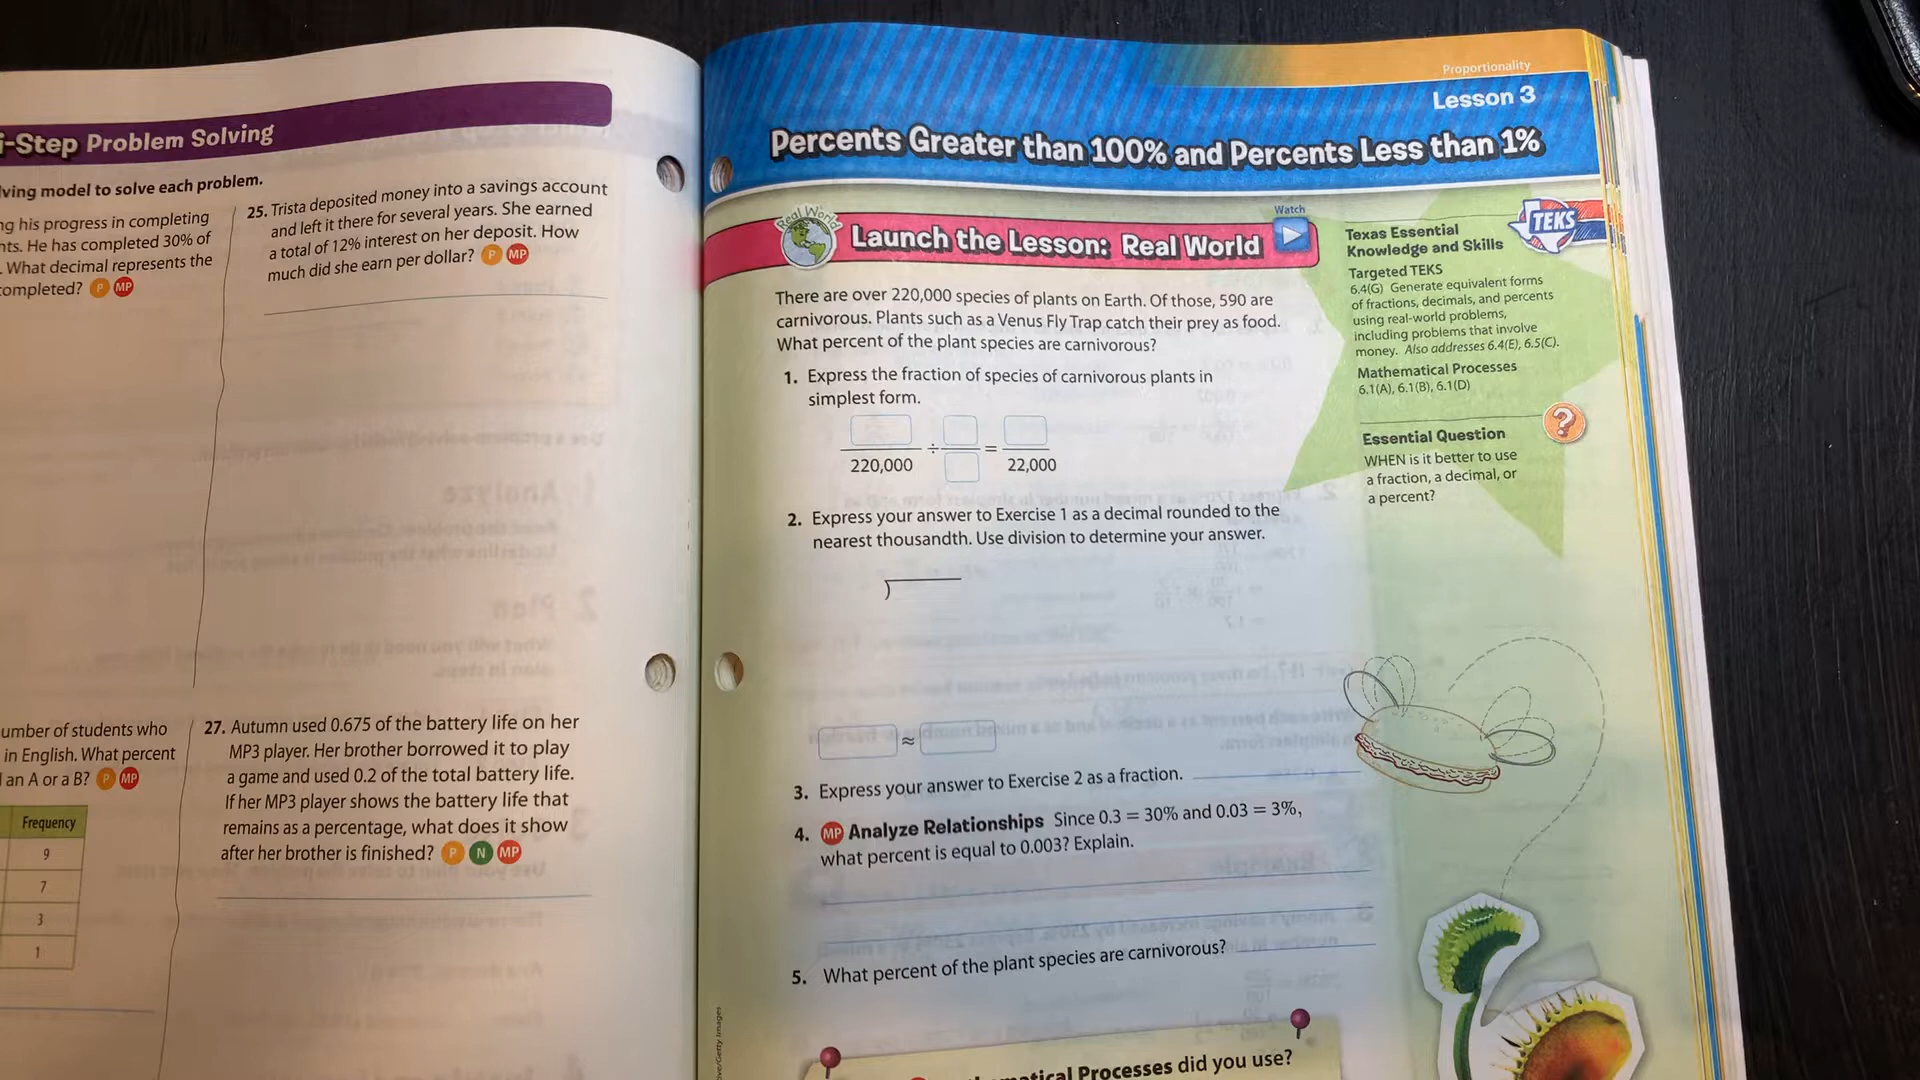 i-Step Problem Solving
lving model to solve each problem.
ng his progress in completing
nts. He has completed 30% of
. What decimal represents the
completed? P MP
25. Trista deposited money into a savings account
and left it there for several years. She earned
a total of 12% interest on her deposit. How
much did she earn per dollar? P MP
umber of students who
in English. What percent
an A or a B? P MP
Frequency
9
7
3
1
27. Autumn used 0.675 of the battery life on her
MP3 player. Her brother borrowed it to play
a game and used 0.2 of the total battery life.
If her MP3 player shows the battery life that
remains as a percentage, what does it show
after her brother is finished? P N MP
Proportionality
Lesson 3
Percents Greater than 100% and Percents Less than 1%
Real World
Launch the Lesson: Real World
Watch
There are over 220,000 species of plants on Earth. Of those, 590 are
carnivorous. Plants such as a Venus Fly Trap catch their prey as food.
What percent of the plant species are carnivorous?
1. Express the fraction of species of carnivorous plants in
simplest form.
÷ =
220,000 22,000
2. Express your answer to Exercise 1 as a decimal rounded to the
nearest thousandth. Use division to determine your answer.
≈
3. Express your answer to Exercise 2 as a fraction.
4. MP Analyze Relationships Since 0.3 = 30% and 0.03 = 3%,
what percent is equal to 0.003? Explain.
5. What percent of the plant species are carnivorous?
Processes did you use?
TEKS
Texas Essential
Knowledge and Skills
Targeted TEKS
6.4(G) Generate equivalent forms
of fractions, decimals, and percents
using real-world problems,
including problems that involve
money. Also addresses 6.4(E), 6.5(C).
Mathematical Processes
6.1(A), 6.1(B), 6.1(D)
Essential Question
?
WHEN is it better to use
a fraction, a decimal, or
a percent?
/Getty Images